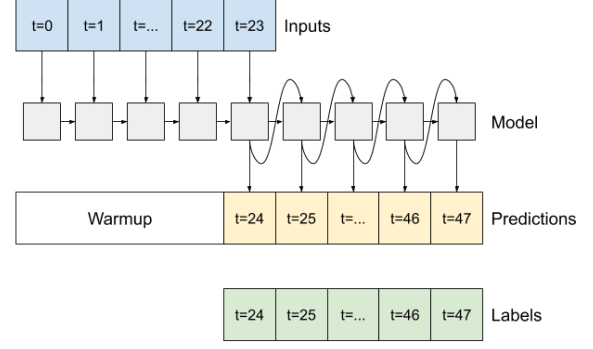 t=0 t=1 t=... t=22 t=23 Inputs
Model
Warmup t=24 t=25 t=... t=46 t=47 Predictions
t=24 t=25 t=... t=46 t=47 Labels